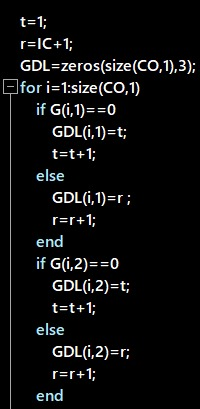 t=1;
r=IC+1;
GDL=zeros(size(CO,1),3);
for i=1:size(CO,1)
if G(i,1)==0
GDL(i,1)=t;
t=t+1;
else
GDL(i,1)=r ;
r=r+1;
end
if G(i,2)==0
GDL(i,2)=t;
t=t+1;
else
GDL(i,2)=r;
r=r+1;
end